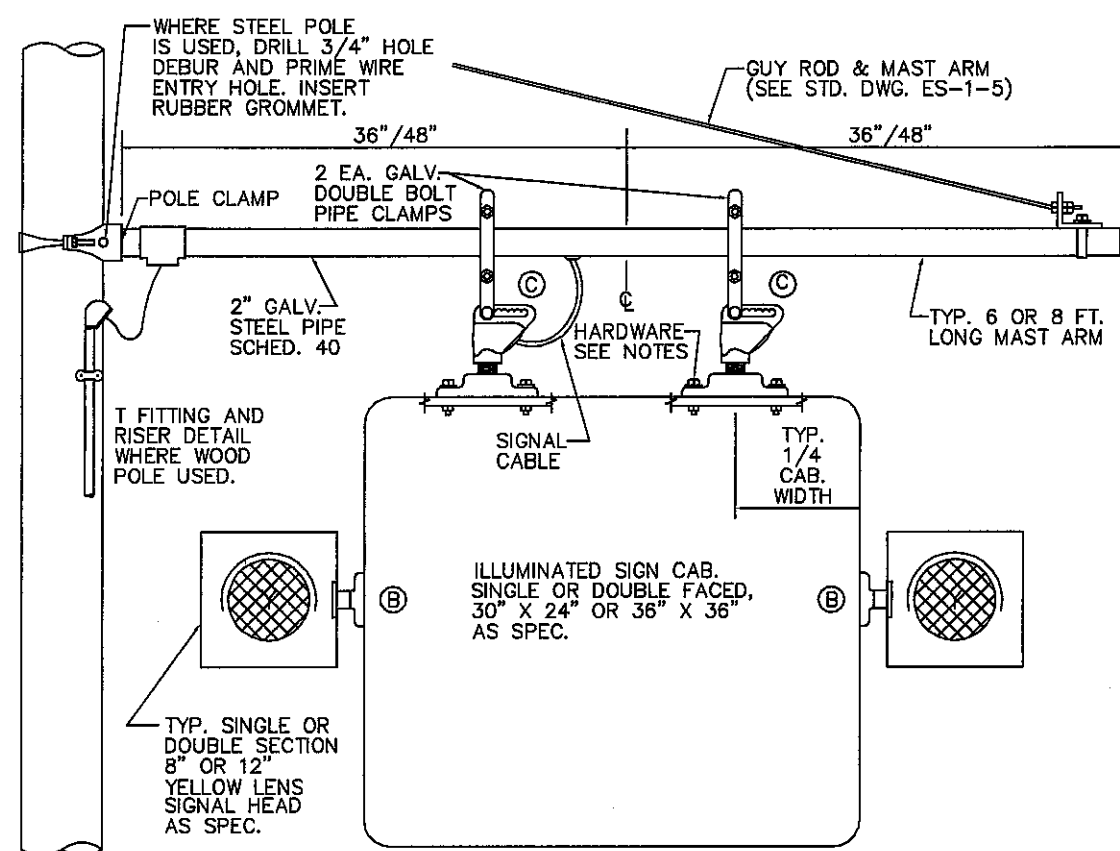 WHERE STEEL POLE
IS USED, DRILL 3/4" HOLE
DEBUR AND PRIME WIRE
ENTRY HOLE. INSERT
RUBBER GROMMET.
GUY ROD & MAST ARM
(SEE STD. DWG. ES-1-5)
36"/48"
36"/48"
2 EA. GALV.
DOUBLE BOLT
PIPE CLAMPS
POLE CLAMP
C
C
℄
2" GALV.
STEEL PIPE
SCHED. 40
HARDWARE
SEE NOTES
TYP. 6 OR 8 FT.
LONG MAST ARM
T FITTING AND
RISER DETAIL
WHERE WOOD
POLE USED.
SIGNAL
CABLE
TYP.
1/4
CAB.
WIDTH
ILLUMINATED SIGN CAB.
SINGLE OR DOUBLE FACED,
30" X 24" OR 36" X 36"
AS SPEC.
B
B
TYP. SINGLE OR
DOUBLE SECTION
8" OR 12"
YELLOW LENS
SIGNAL HEAD
AS SPEC.